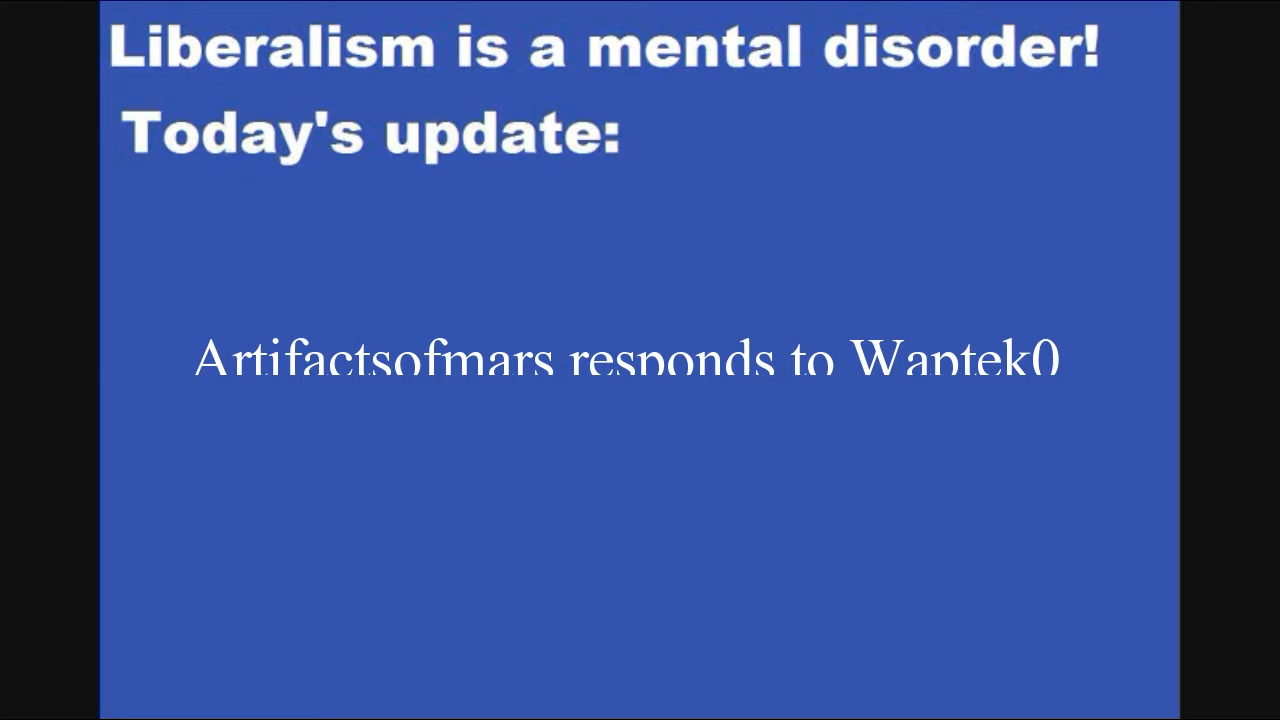 Liberalism is a mental disorder!
Today's update:
Artifactsofmars responds to Waptek0